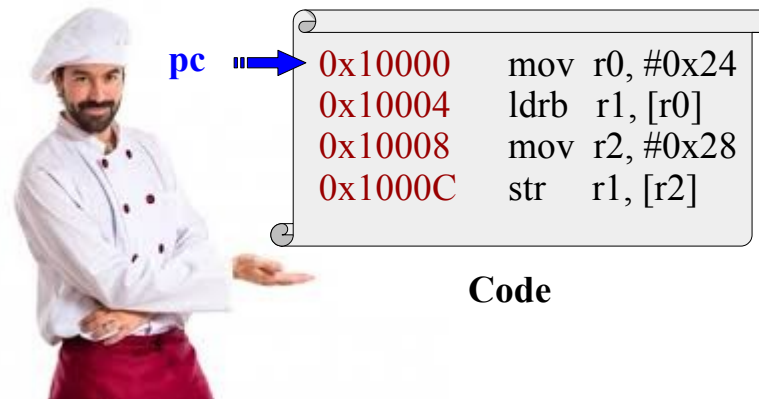 pc
0x10000 mov r0, #0x24
0x10004 ldrb r1, [r0]
0x10008 mov r2, #0x28
0x1000C str r1, [r2]
Code